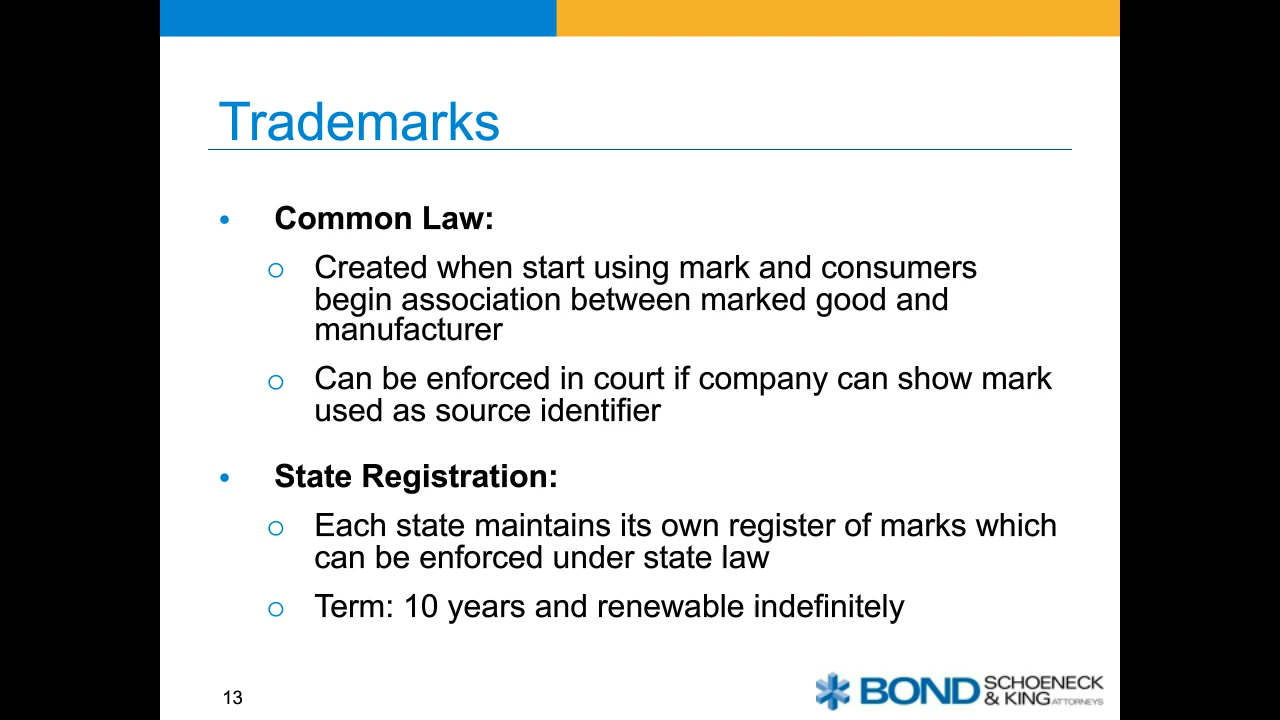 Trademarks
• Common Law:
○ Created when start using mark and consumers
begin association between marked good and
manufacturer
○ Can be enforced in court if company can show mark
used as source identifier
• State Registration:
○ Each state maintains its own register of marks which
can be enforced under state law
○ Term: 10 years and renewable indefinitely
13
BOND SCHOENECK
& KING ATTORNEYS